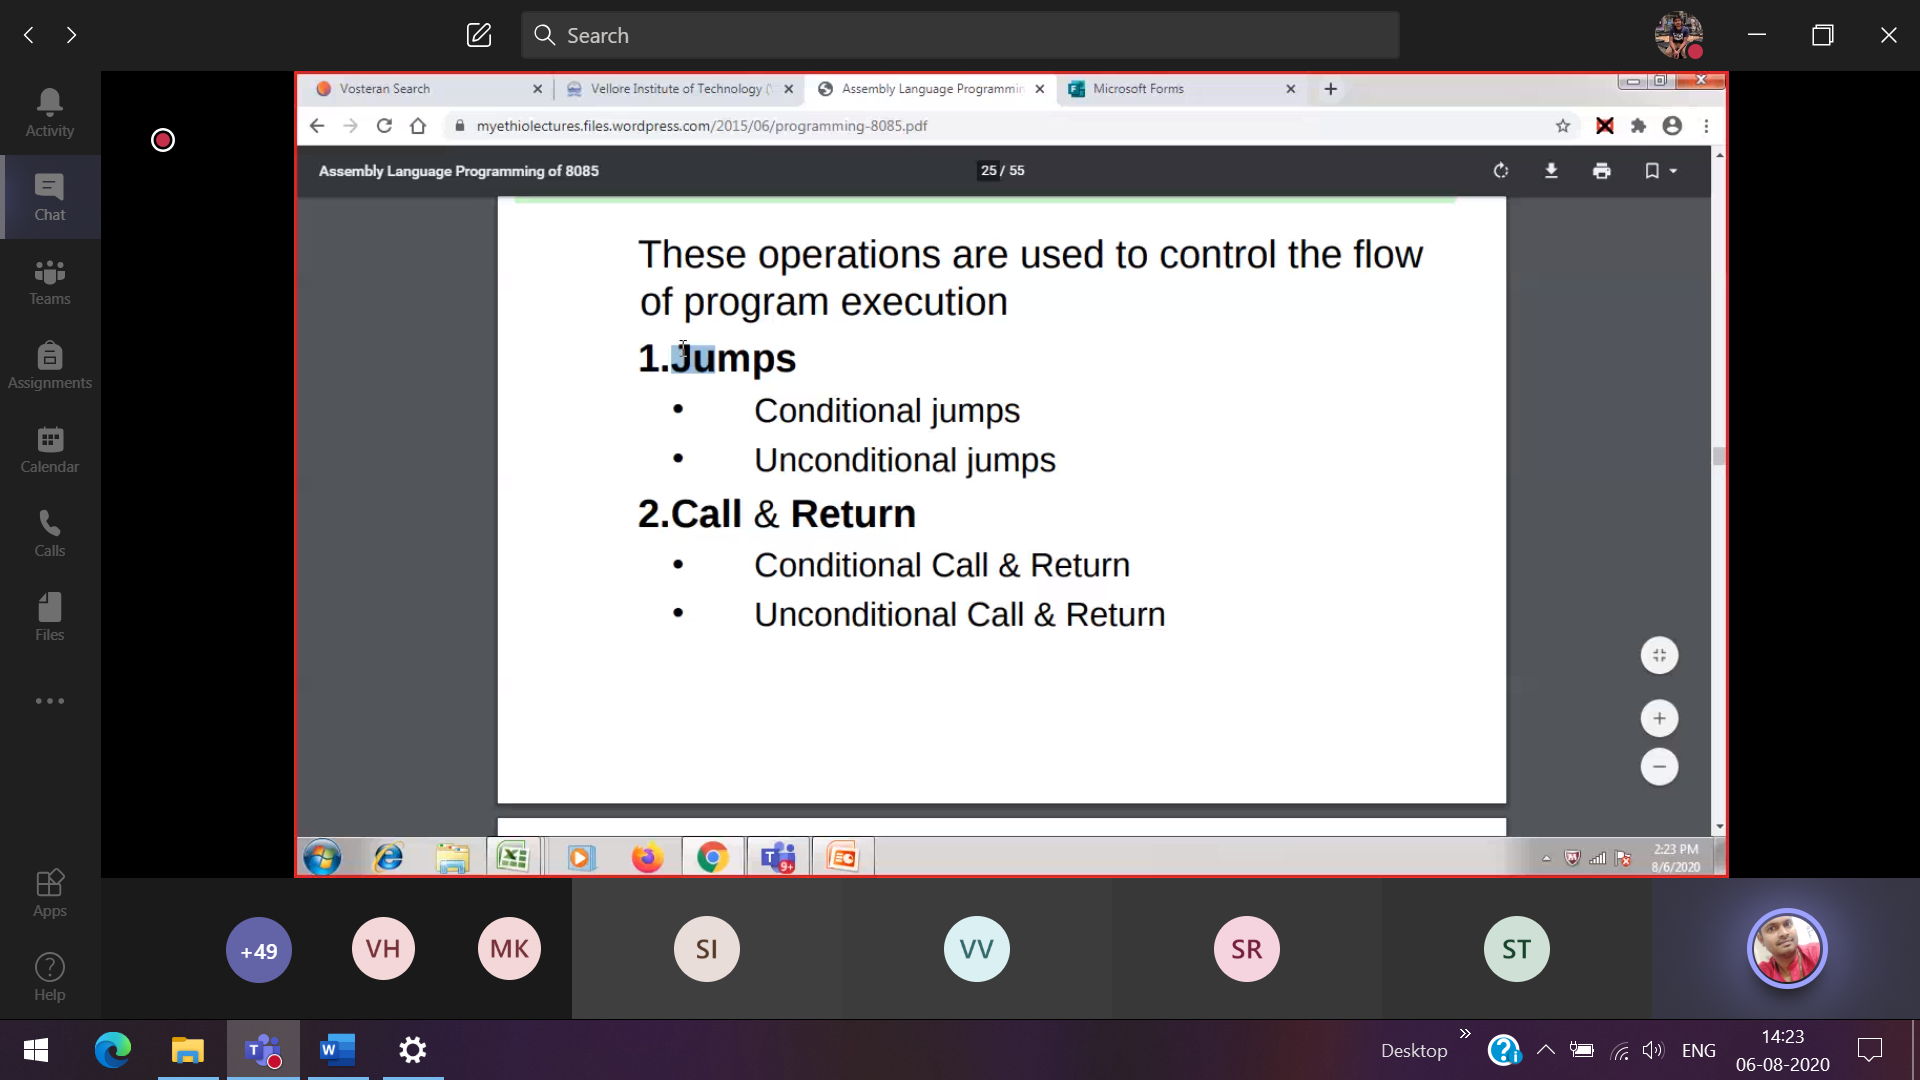 Search
Activity
Chat
Teams
Assignments
Calendar
Calls
Files
Apps
Help
Vosteran Search
Vellore Institute of Technology (
Assembly Language Programmin
Microsoft Forms
myethiolectures.files.wordpress.com/2015/06/programming-8085.pdf
Assembly Language Programming of 8085
25 / 55
These operations are used to control the flow
of program execution
1.Jumps
• Conditional jumps
• Unconditional jumps
2.Call & Return
• Conditional Call & Return
• Unconditional Call & Return
9+
2:23 PM
8/6/2020
+49
VH
MK
SI
VV
SR
ST
Desktop
ENG
14:23
06-08-2020